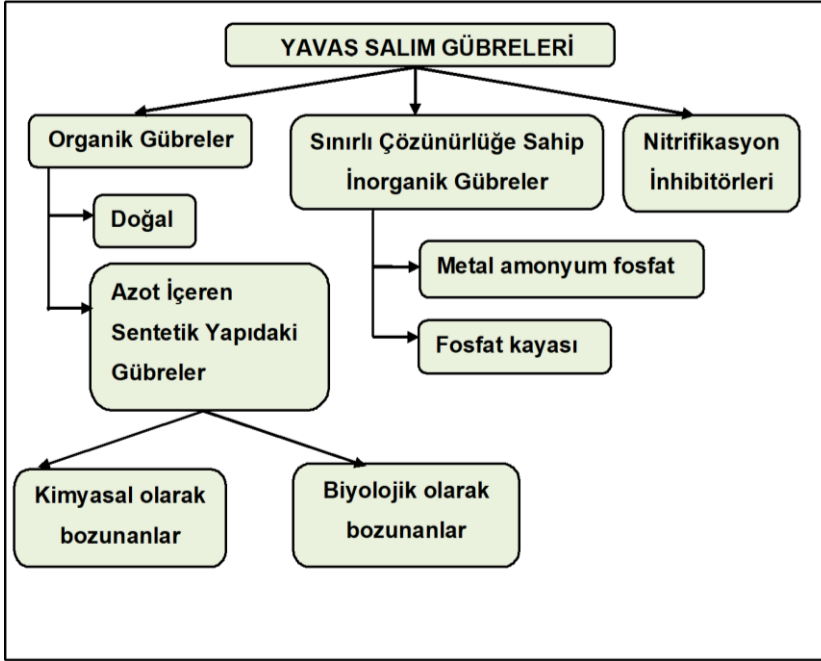 YAVAS SALIM GÜBRELERİ
Organik Gübreler
Sınırlı Çözünürlüğe Sahip
İnorganik Gübreler
Nitrifikasyon
İnhibitörleri
Doğal
Metal amonyum fosfat
Azot İçeren
Sentetik Yapıdaki
Gübreler
Fosfat kayası
Kimyasal olarak
bozunanlar
Biyolojik olarak
bozunanlar